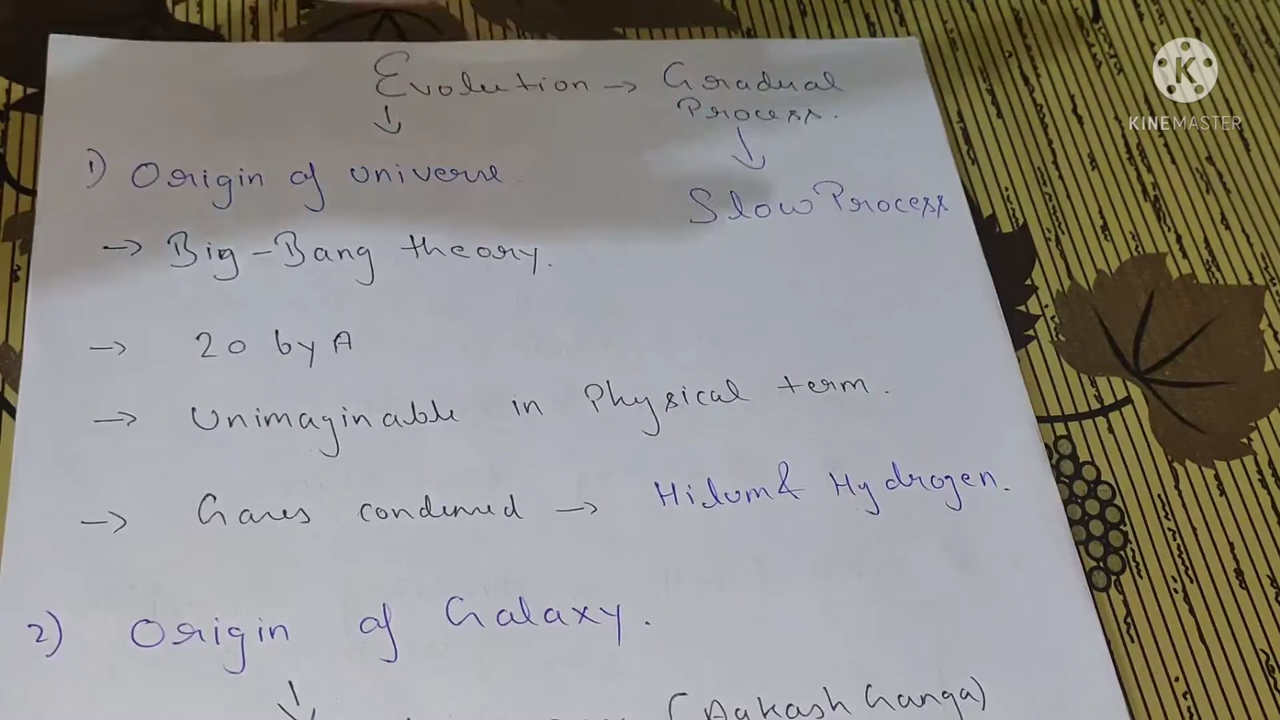 Evolution → Gradual
Process.
↓
↓
1) Origin of universe.
Slow Process
→ Big-Bang theory.
→ 20 by A
→ Unimaginable in Physical term.
→ Gases condensed → Hilum & Hydrogen.
2) Origin of Galaxy.
↓
(Aakash Ganga)
K
KINEMASTER